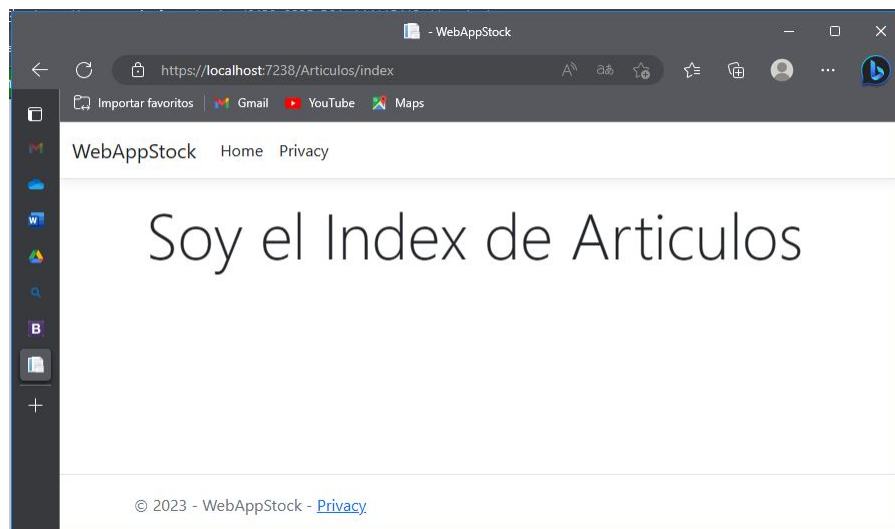 - WebAppStock
https://localhost:7238/Articulos/index
Importar favoritos Gmail YouTube Maps
WebAppStock Home Privacy
Soy el Index de Articulos
© 2023 - WebAppStock - Privacy